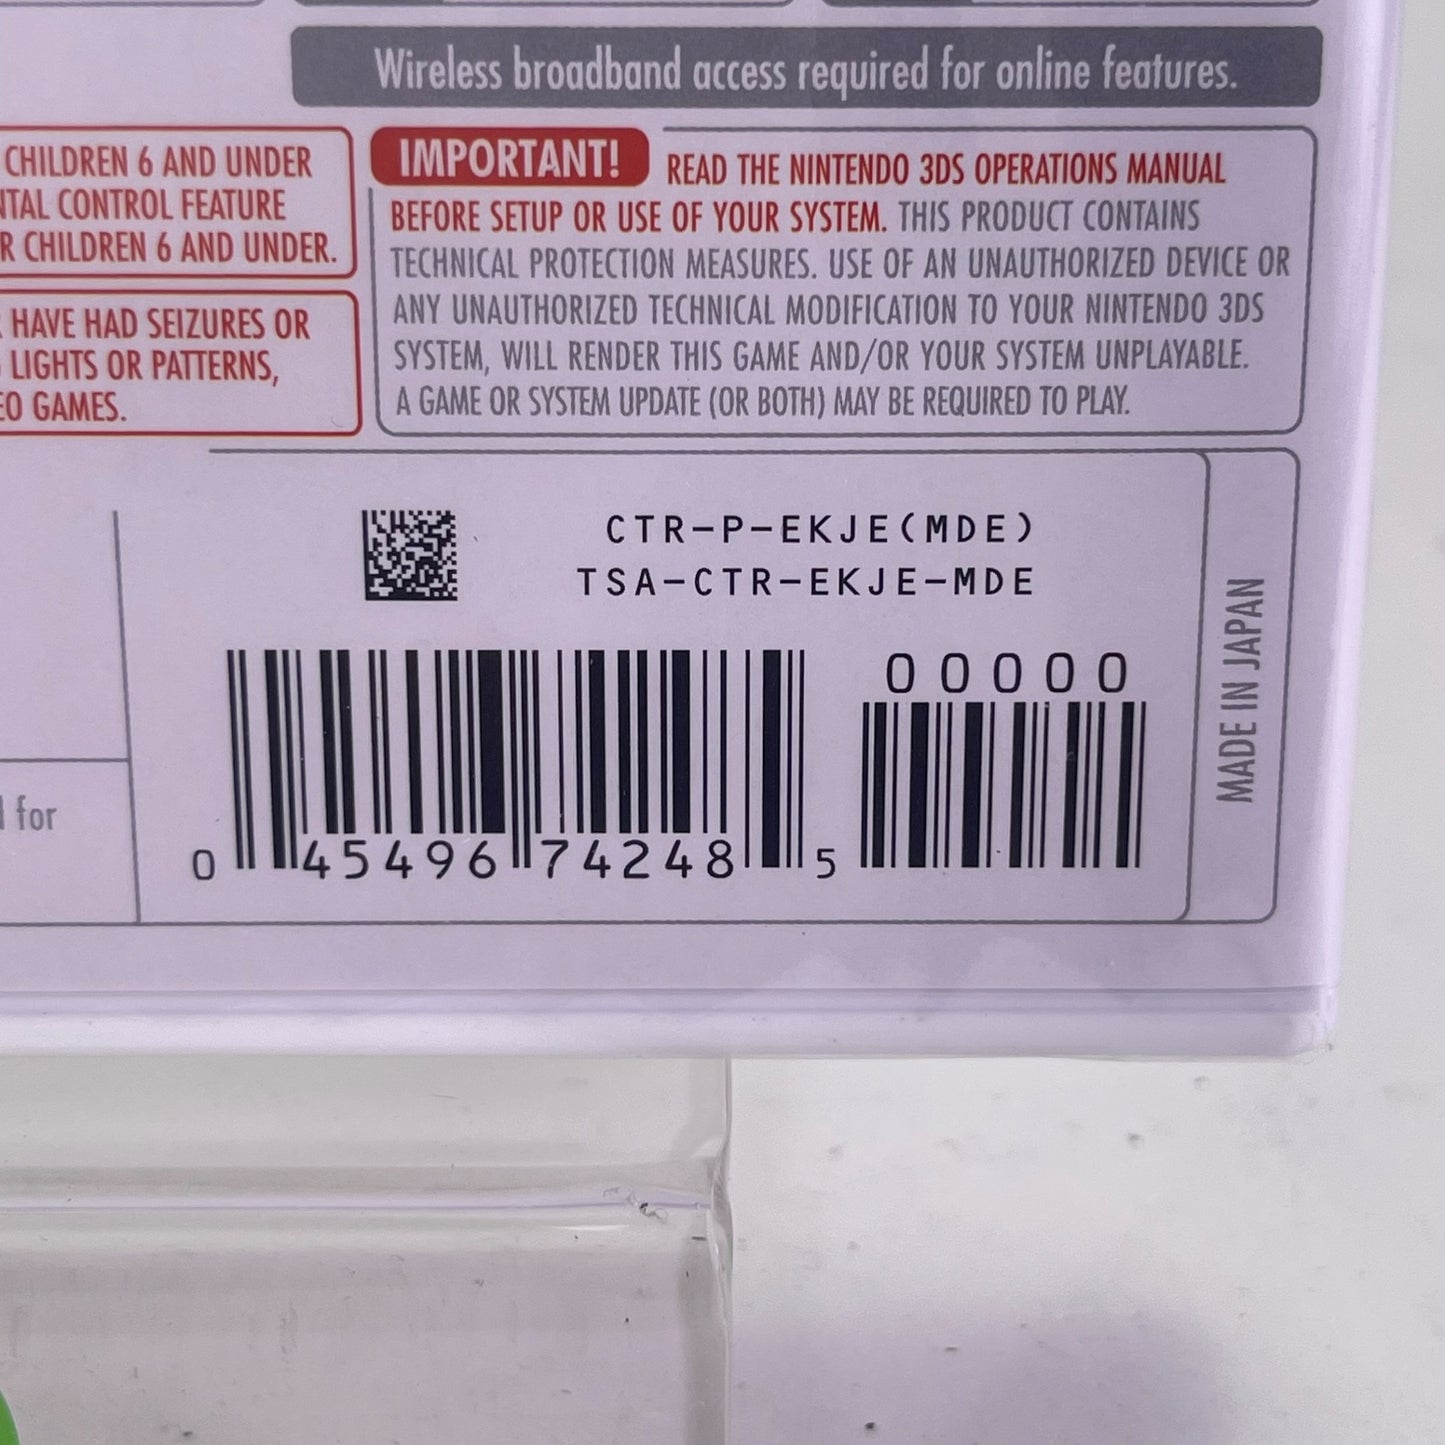 Wireless broadband access required for online features.
CHILDREN 6 AND UNDER
NTAL CONTROL FEATURE
R CHILDREN 6 AND UNDER.
HAVE HAD SEIZURES OR
LIGHTS OR PATTERNS,
EO GAMES.
IMPORTANT! READ THE NINTENDO 3DS OPERATIONS MANUAL
BEFORE SETUP OR USE OF YOUR SYSTEM. THIS PRODUCT CONTAINS
TECHNICAL PROTECTION MEASURES. USE OF AN UNAUTHORIZED DEVICE OR
ANY UNAUTHORIZED TECHNICAL MODIFICATION TO YOUR NINTENDO 3DS
SYSTEM, WILL RENDER THIS GAME AND/OR YOUR SYSTEM UNPLAYABLE.
A GAME OR SYSTEM UPDATE (OR BOTH) MAY BE REQUIRED TO PLAY.
for
CTR-P-EKJE(MDE)
TSA-CTR-EKJE-MDE
00000
0 45496 74248 5
MADE IN JAPAN